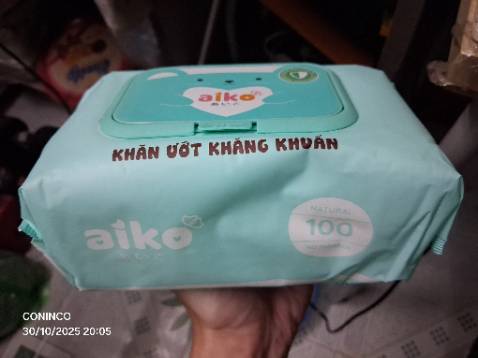 aiko
KHĂN ƯỚT KHÁNG KHUẨN
aiko
NATURAL
100
CONINCO
30/10/2025 20:05